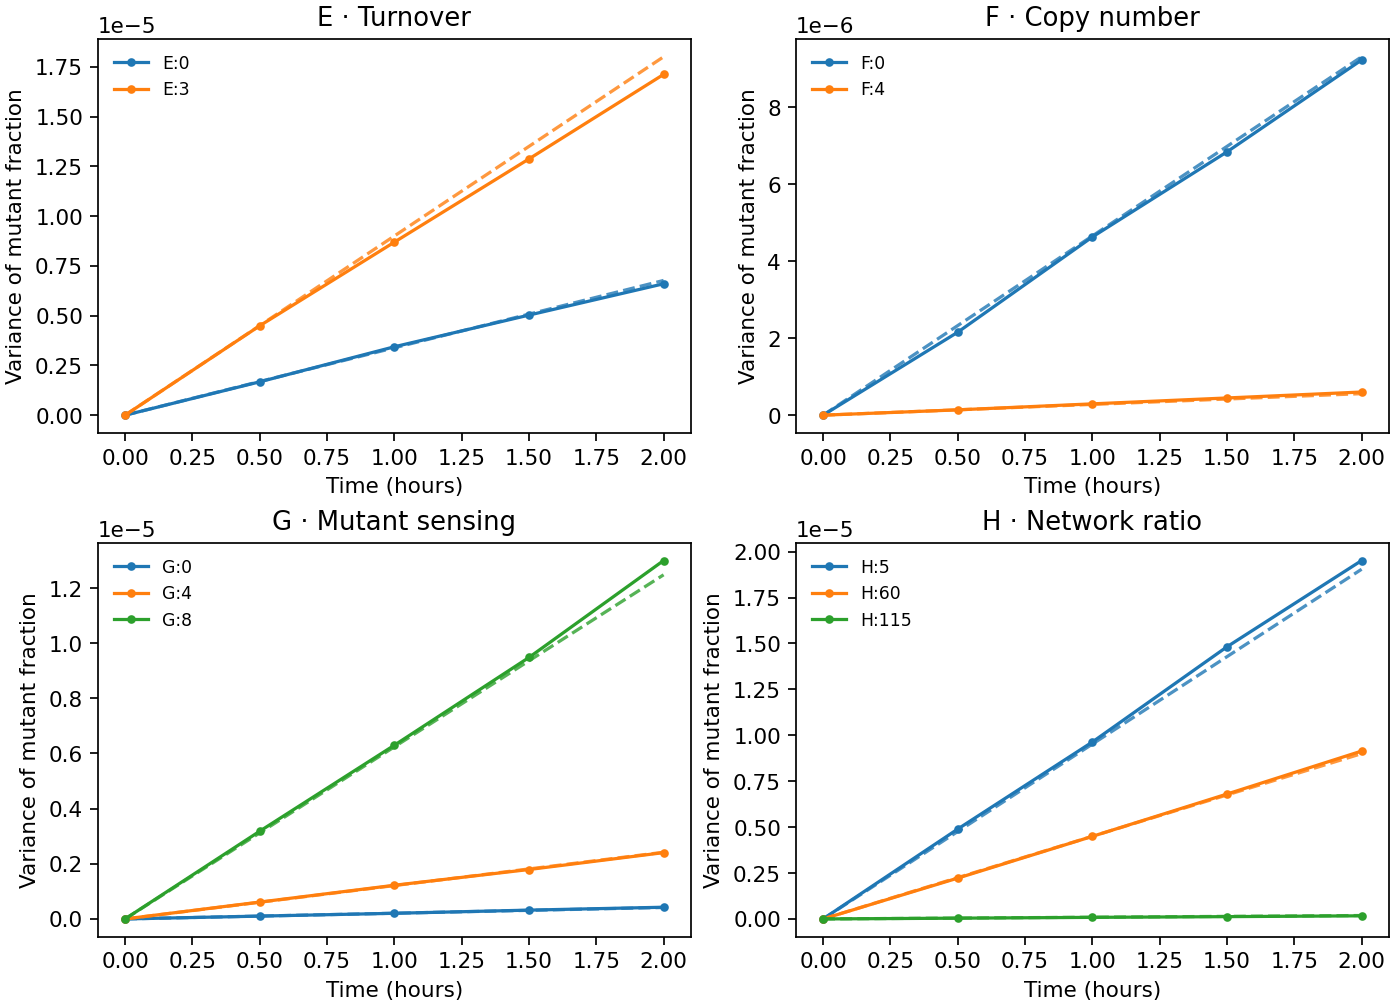 E · Turnover
1e−5
E:0
E:3
Variance of mutant fraction
1.75
1.50
1.25
1.00
0.75
0.50
0.25
0.00
0.00 0.25 0.50 0.75 1.00 1.25 1.50 1.75 2.00
Time (hours)
F · Copy number
1e−6
F:0
F:4
Variance of mutant fraction
8
6
4
2
0
0.00 0.25 0.50 0.75 1.00 1.25 1.50 1.75 2.00
Time (hours)
G · Mutant sensing
1e−5
G:0
G:4
G:8
Variance of mutant fraction
1.2
1.0
0.8
0.6
0.4
0.2
0.0
0.00 0.25 0.50 0.75 1.00 1.25 1.50 1.75 2.00
Time (hours)
H · Network ratio
1e−5
H:5
H:60
H:115
Variance of mutant fraction
2.00
1.75
1.50
1.25
1.00
0.75
0.50
0.25
0.00
0.00 0.25 0.50 0.75 1.00 1.25 1.50 1.75 2.00
Time (hours)